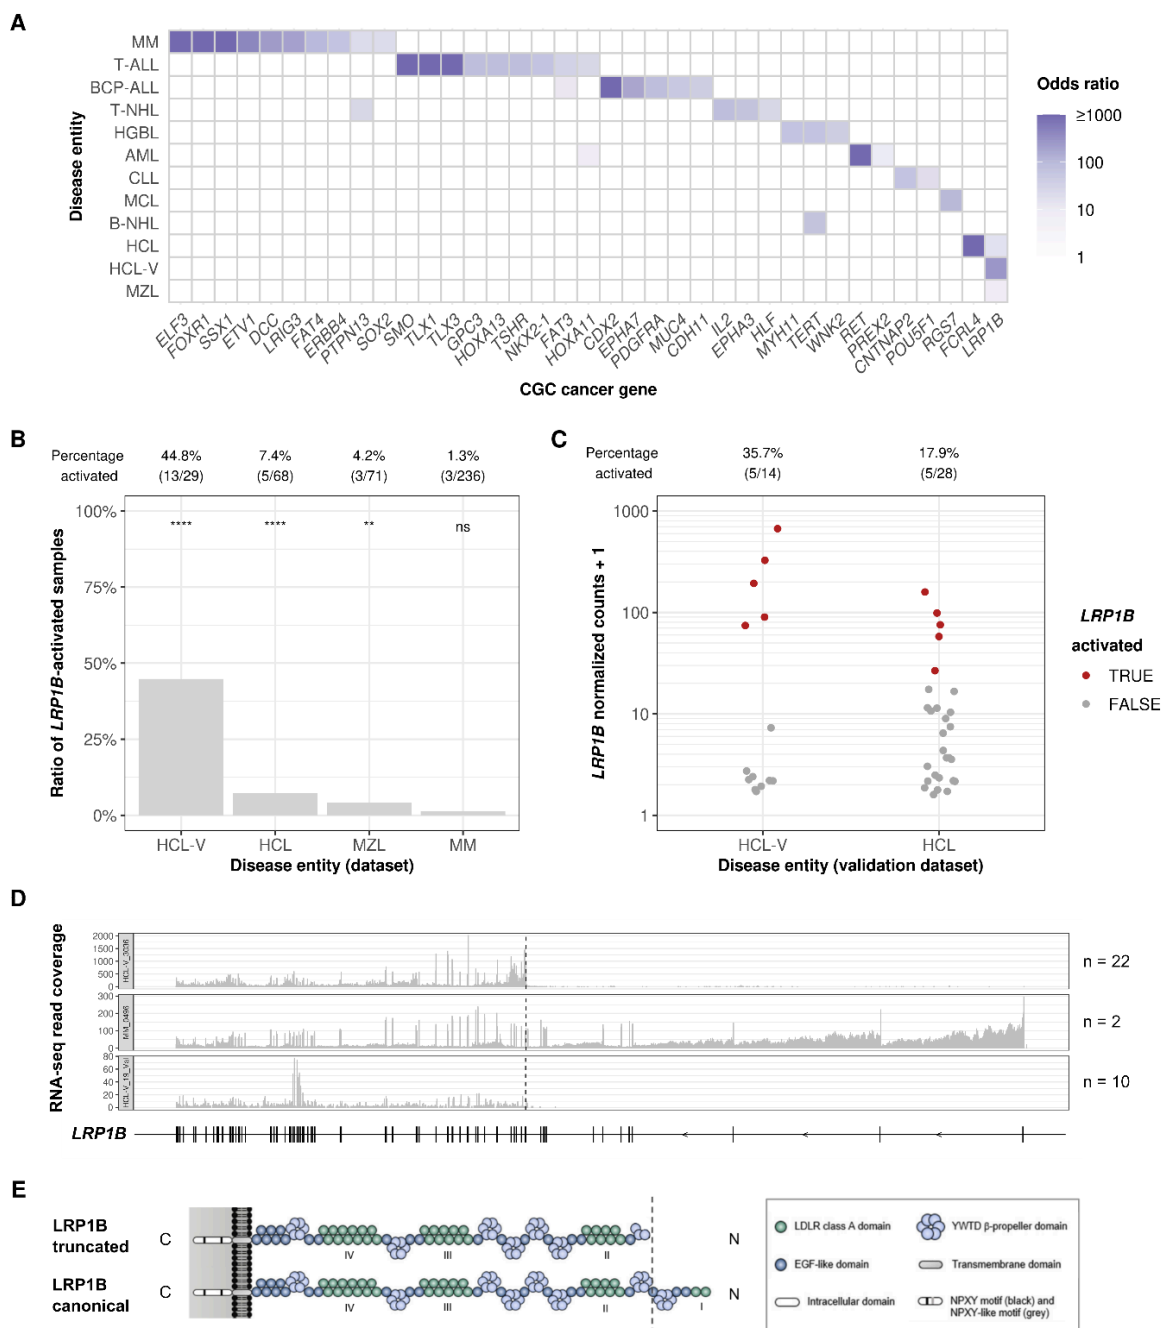 A
MM
T-ALL
BCP-ALL
T-NHL
HGBL
AML
CLL
MCL
B-NHL
HCL
HCL-V
MZL
Disease entity
ELF3
FOXR1
SSX1
ETV1
DCC
LRIG3
FAT4
ERBB4
PTPN13
SOX2
SMO
TLX1
TLX3
GPC3
HOXA13
TSHR
NKX2-1
FAT3
HOXA11
CDX2
EPHA7
PDGFRA
MUC4
CDH11
IL2
EPHA3
HLF
MYH11
TERT
WNK2
RET
PREX2
CNTNAP2
POU5F1
RGS7
FCRL4
LRP1B
CGC cancer gene
Odds ratio
≥1000
100
10
1
B
Percentage activated
44.8% (13/29)
7.4% (5/68)
4.2% (3/71)
1.3% (3/236)
Ratio of LRP1B-activated samples
100%
75%
50%
25%
0%
****
****
**
ns
HCL-V
HCL
MZL
MM
Disease entity (dataset)
C
Percentage activated
35.7% (5/14)
17.9% (5/28)
LRP1B normalized counts + 1
1000
100
10
1
HCL-V
HCL
Disease entity (validation dataset)
LRP1B
activated
TRUE
FALSE
D
RNA-seq read coverage
2000
1500
1000
500
0
n = 22
300
200
100
0
n = 2
80
60
40
20
0
HCL-V_19_Val
n = 10
LRP1B
E
LRP1B
truncated
C
IV
III
II
N
LRP1B
canonical
C
IV
III
II
I
N
LDLR class A domain
YWTD β-propeller domain
EGF-like domain
Transmembrane domain
Intracellular domain
NPXY motif (black) and
NPXY-like motif (grey)